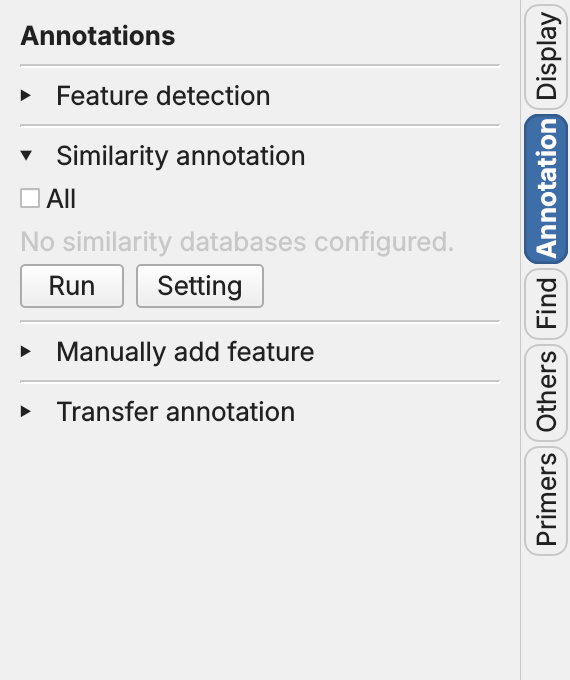 Annotations
Feature detection
Similarity annotation
All
No similarity databases configured.
Run
Setting
Manually add feature
Transfer annotation
Display
Annotation
Find
Others
Primers